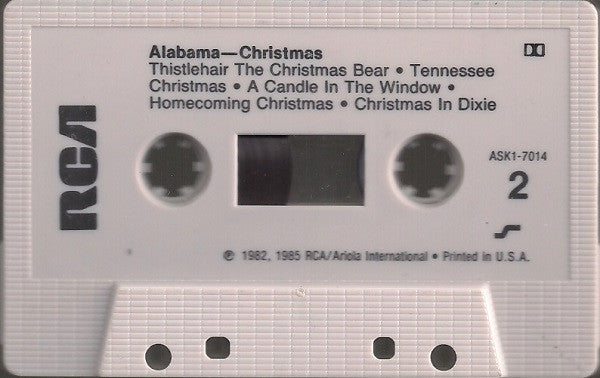 Alabama—Christmas
Thistlehair The Christmas Bear • Tennessee
Christmas • A Candle In The Window •
Homecoming Christmas • Christmas In Dixie
RCA
ASK1-7014
2
℗ 1982, 1985 RCA/Ariola International • Printed in U.S.A.